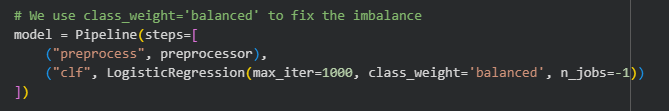 # We use class_weight='balanced' to fix the imbalance
model = Pipeline(steps=[
    ("preprocess", preprocessor),
    ("clf", LogisticRegression(max_iter=1000, class_weight='balanced', n_jobs=-1))
])